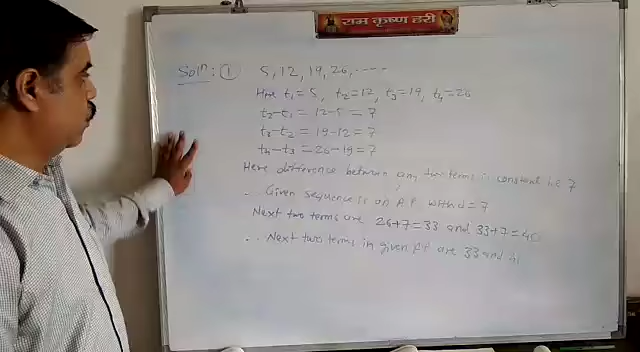 राम कृष्ण हरी
Soln: ① 5, 12, 19, 26, ----
Here t₁ = 5, t₂ = 12, t₃ = 19, t₄ = 26
t₂-t₁ = 12-5 = 7
t₃-t₂ = 19-12 = 7
t₄-t₃ = 26-19 = 7
Here difference between any two terms is constant i.e 7
Given sequence is an A.P with d = 7
Next two terms are 26+7=33 and 33+7=40
∴ Next two terms in given are 33 and